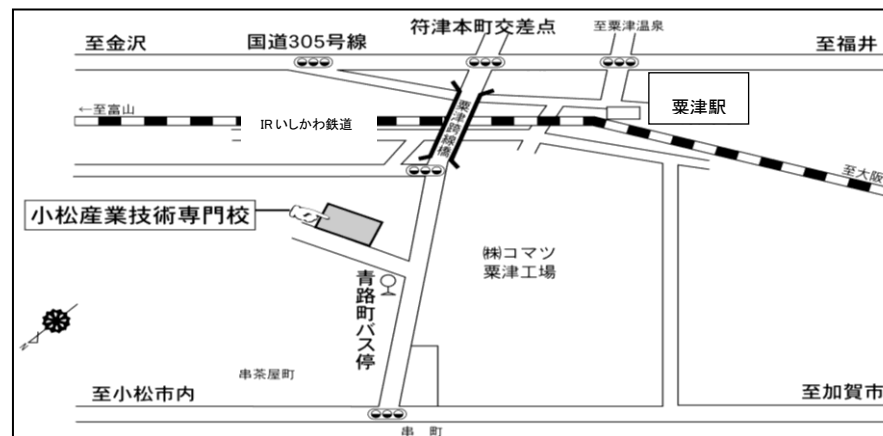 符津本町交差点
至金沢
国道305号線
至粟津温泉
至福井
粟津駅
←至富山
IRいしかわ鉄道
粟津跨線橋
至大阪
小松産業技術専門校
㈱コマツ
粟津工場
青路町バス停
N
串茶屋町
至小松市内
至加賀市
串 町